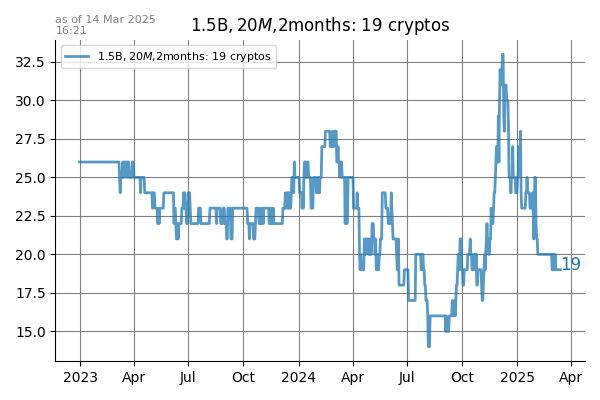 as of 14 Mar 2025
16:21
1.5B, 20M,2months: 19 cryptos
1.5B, 20M,2months: 19 cryptos
32.5
30.0
27.5
25.0
22.5
20.0
17.5
15.0
19
2023 Apr Jul Oct 2024 Apr Jul Oct 2025 Apr